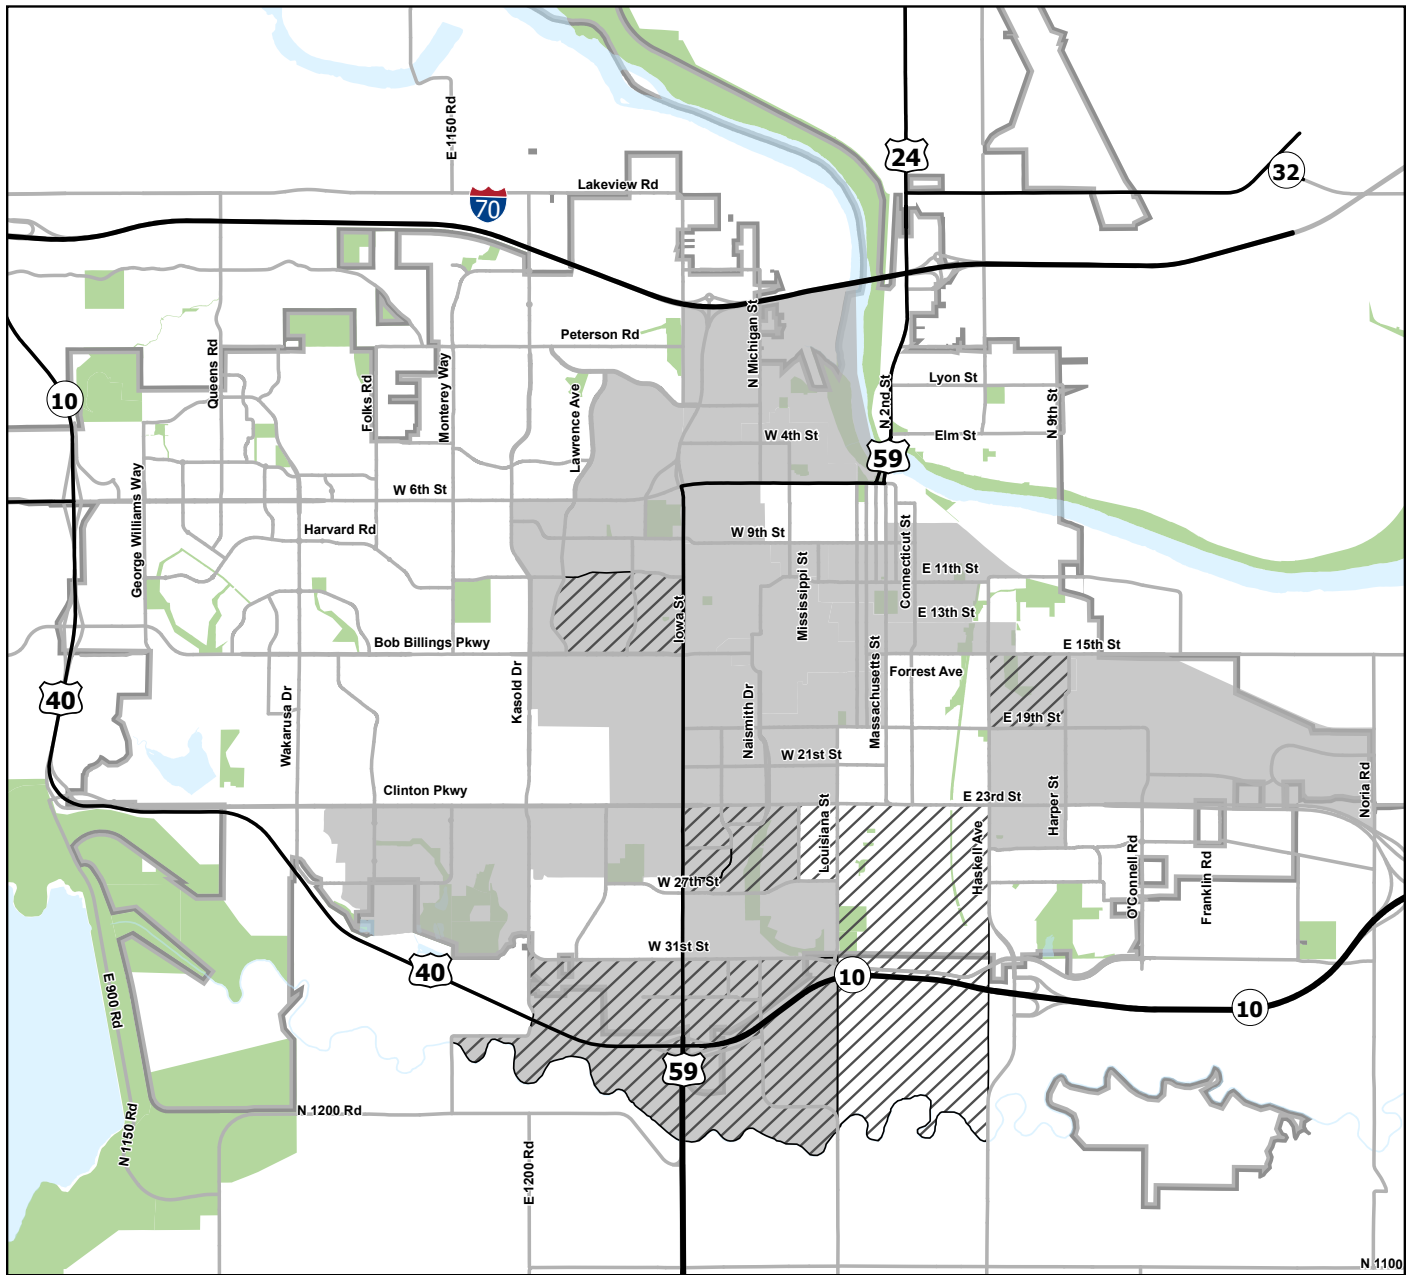 E 1150 Rd
24
32
Lakeview Rd
70
Peterson Rd
N Michigan St
Queens Rd
Folks Rd
Monterey Way
Lawrence Ave
Lyon St
N 2nd St
N 9th St
10
W 4th St
Elm St
59
George Williams Way
W 6th St
Harvard Rd
W 9th St
Connecticut St
Mississippi St
E 11th St
E 13th St
Iowa St
Bob Billings Pkwy
E 15th St
Massachusetts St
Forrest Ave
40
Kasold Dr
Wakarusa Dr
Naismith Dr
E 19th St
W 21st St
Clinton Pkwy
E 23rd St
Noria Rd
Harper St
Louisiana St
Haskell Ave
W 27th St
O'Connell Rd
Franklin Rd
W 31st St
40
10
10
E 900 Rd
59
N 1200 Rd
N 1150 Rd
E 1200 Rd
N 1100